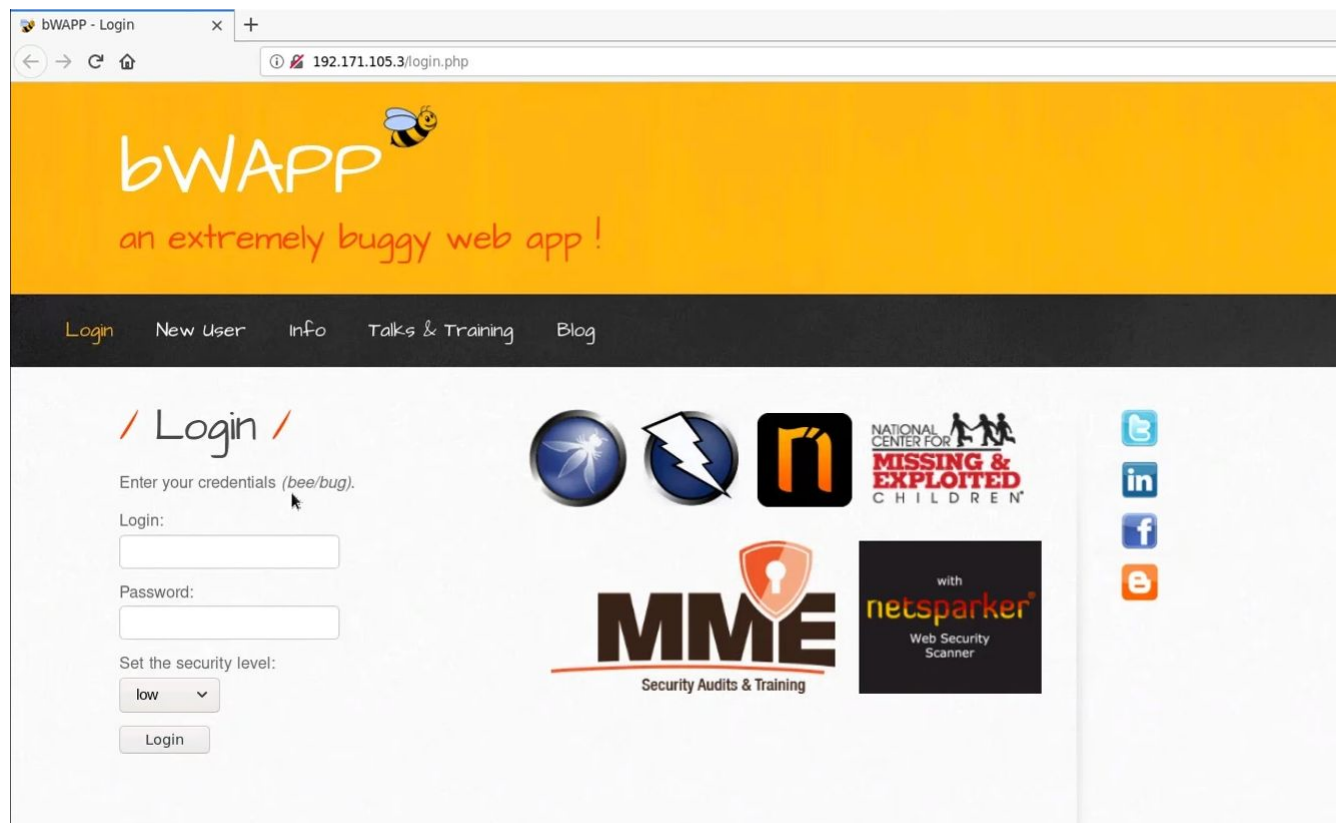 bWAPP - Login
192.171.105.3/login.php
bWAPP
an extremely buggy web app !
Login New User Info Talks & Training Blog
/ Login /
Enter your credentials (bee/bug).
Login:
Password:
Set the security level:
low
Login
NATIONAL
CENTER FOR
MISSING &
EXPLOITED
CHILDREN®
MME
Security Audits & Training
with
netsparker®
Web Security
Scanner